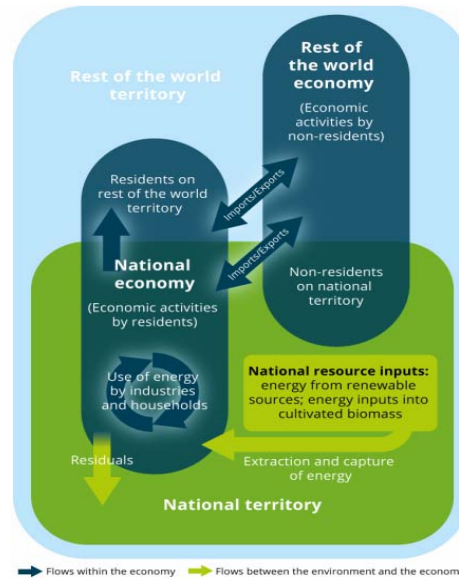 Rest of the world
territory
Rest of
the world
economy
(Economic
activities by
non-residents)
Residents on
rest of the world
territory
Imports/Exports
Imports/Exports
National
economy
(Economic activities
by residents)
Non-residents
on national
territory
Use of energy
by industries
and households
National resource inputs:
energy from renewable
sources; energy inputs into
cultivated biomass
Residuals
Extraction and capture
of energy
National territory
Flows within the economy
Flows between the environment and the econom